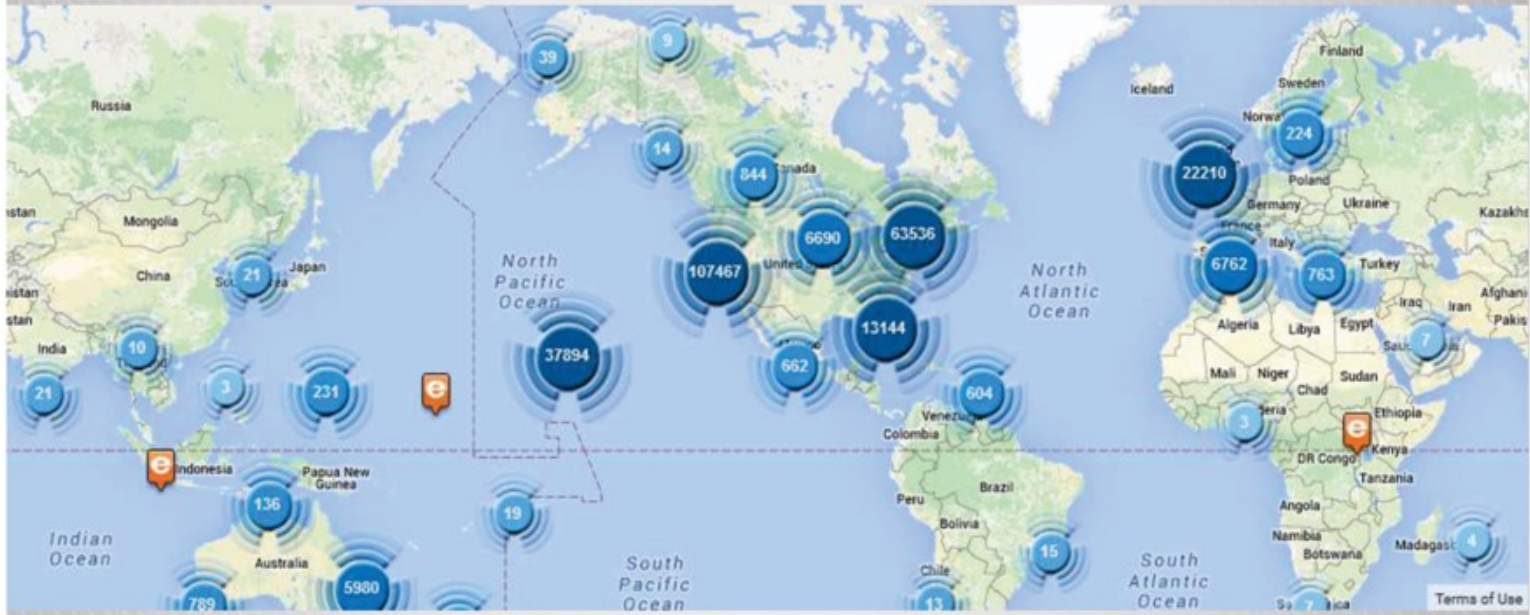 39
9
Finland
Iceland
Sweden
Russia
Norwa
224
14
844
Canada
22210
Poland
Mongolia
Germany
Ukraine
Kazakhs
63536
6690
France
Italy
North
Pacific
Ocean
107467
United
6762
763
Turkey
China
21
Japan
North
Atlantic
Ocean
Iraq
Iran
Afghani
Pakis
13144
Algeria
Libya
Egypt
India
10
37894
662
7
Mali
Niger
Sudan
Chad
21
3
231
e
604
3
Ethiopia
Venezu
Colombia
e
DR Congo
Kenya
e
Indonesia
Papua New
Guinea
Tanzania
Brazil
Peru
136
19
Angola
Bolivia
Indian
Ocean
Namibia
Botswana
Madagas
4
15
Australia
South
Pacific
Ocean
South
Atlantic
Ocean
Chile
5980
789
13
7
Terms of Use